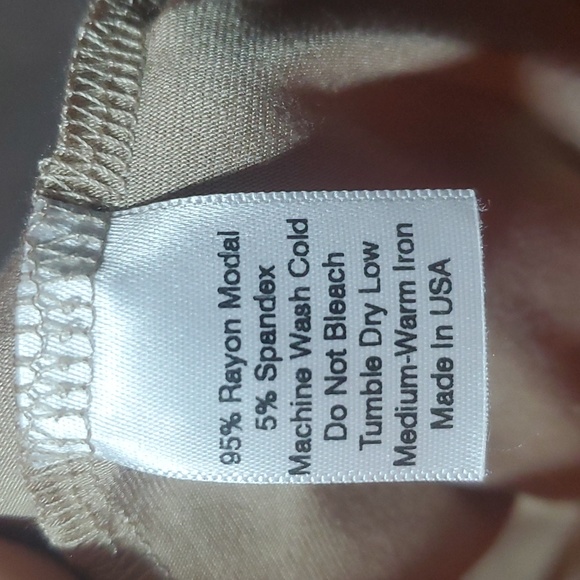 95% Rayon Modal
5% Spandex
Machine Wash Cold
Do Not Bleach
Tumble Dry Low
Medium-Warm Iron
Made In USA